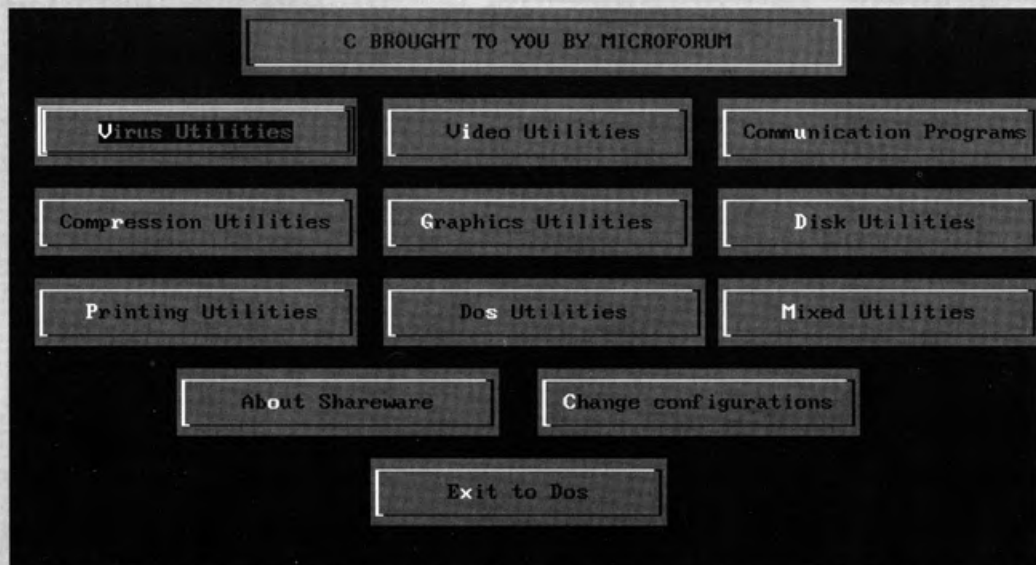 C BROUGHT TO YOU BY MICROFORUM
Virus Utilities
Video Utilities
Communication Programs
Compression Utilities
Graphics Utilities
Disk Utilities
Printing Utilities
Dos Utilities
Mixed Utilities
About Shareware
Change configurations
Exit to Dos